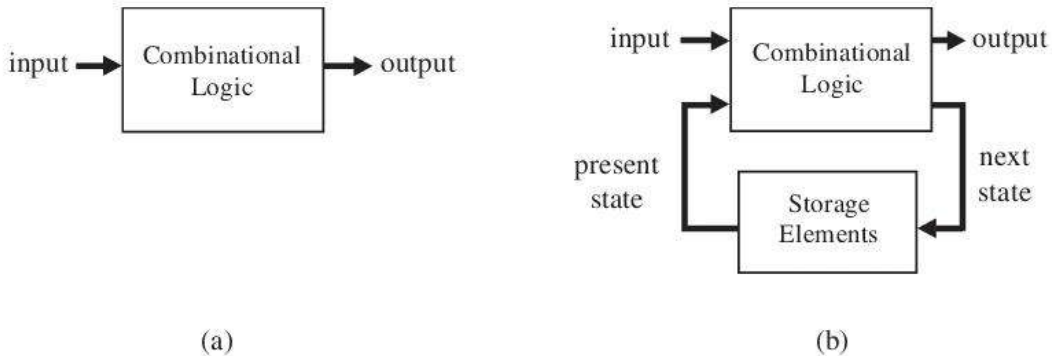 input
Combinational
Logic
output
(a)
input
Combinational
Logic
output
present
state
next
state
Storage
Elements
(b)